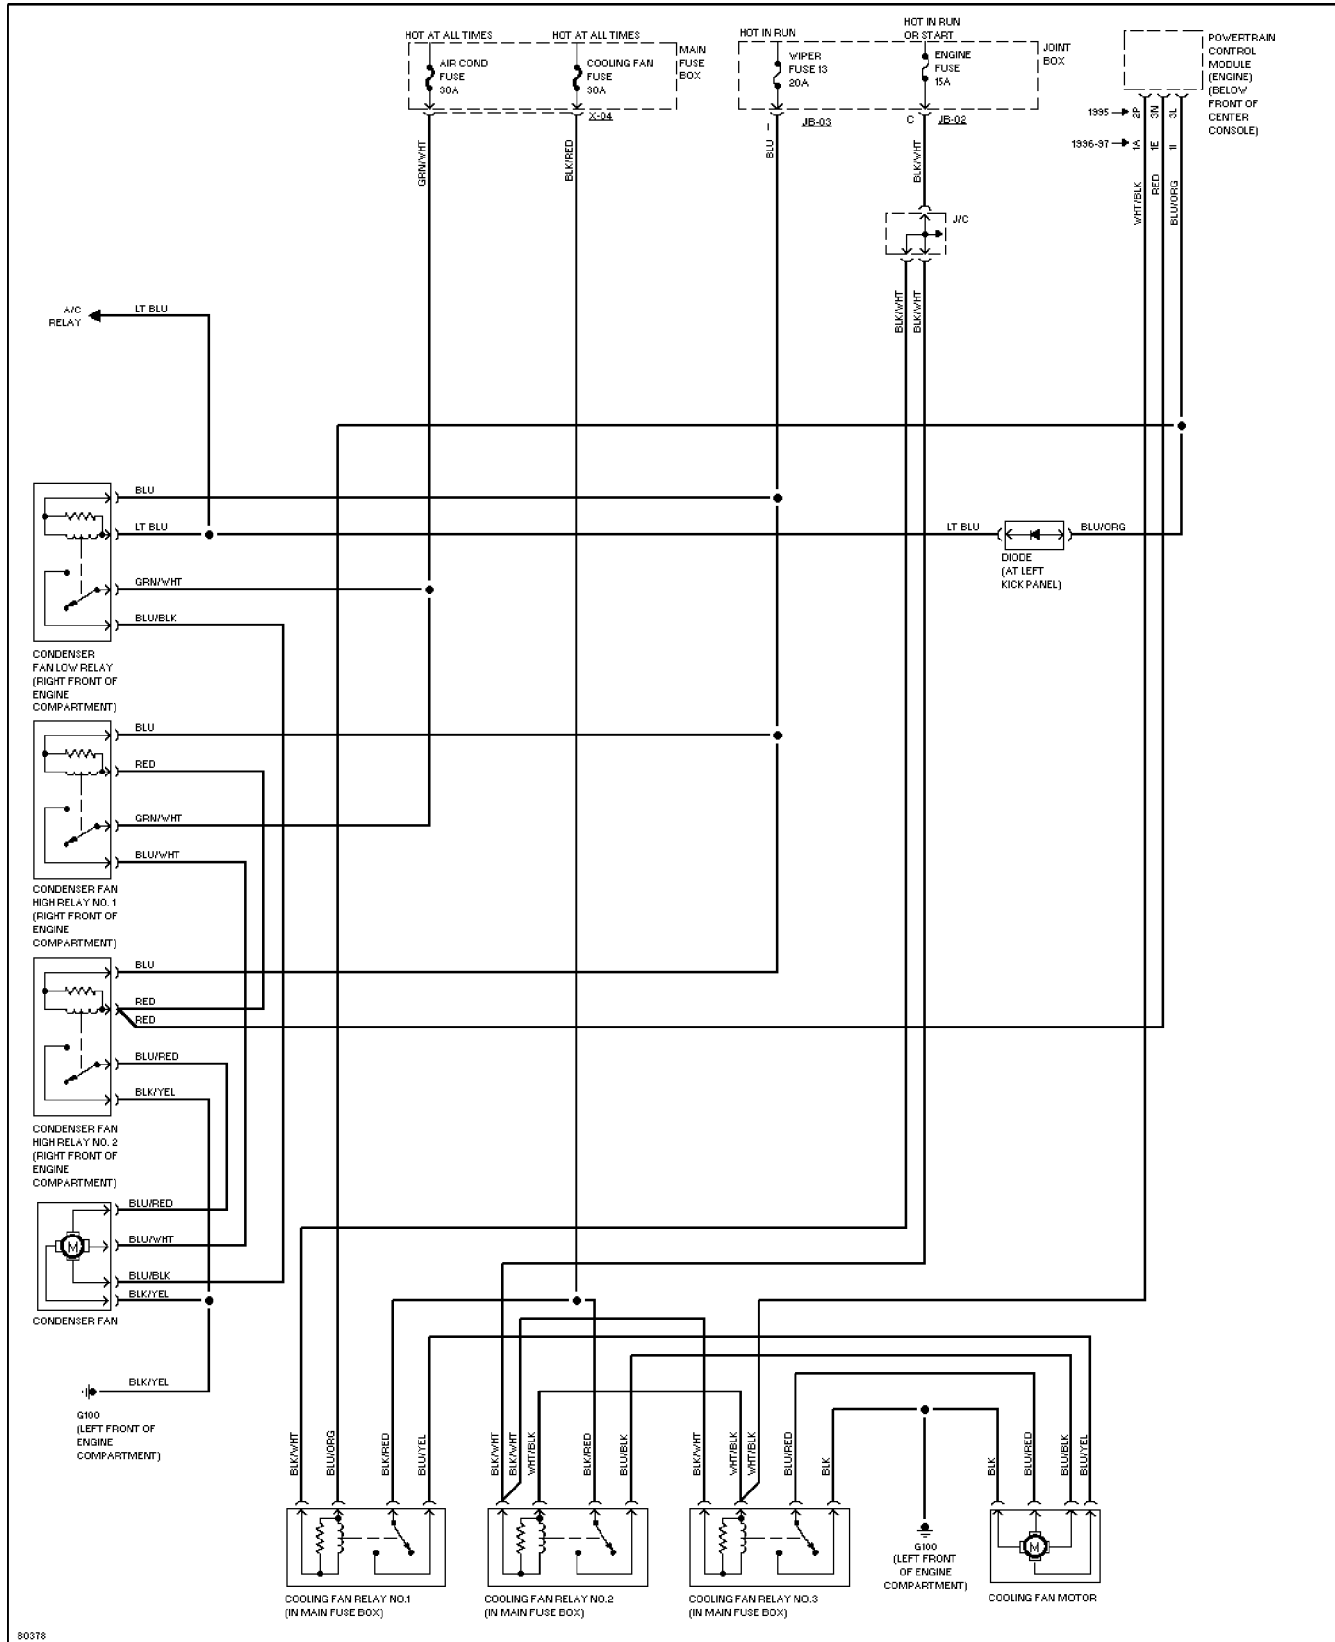 HOT AT ALL TIMES
HOT AT ALL TIMES
HOT IN RUN
HOT IN RUN
OR START
AIR COND
FUSE
30A
COOLING FAN
FUSE
30A
MAIN
FUSE
BOX
WIPER
FUSE 13
20A
ENGINE
FUSE
15A
JOINT
BOX
POWERTRAIN
CONTROL
MODULE
(ENGINE)
(BELOW
FRONT OF
CENTER
CONSOLE)
X-04
I
JB-03
C
JB-02
1995
2P
3N
3L
1996-97
1A
1E
1I
GRN/WHT
BLK/RED
BLU
BLK/WHT
WHT/BLK
RED
BLU/ORG
J/C
BLK/WHT
BLK/WHT
A/C
RELAY
LT BLU
BLU
LT BLU
GRN/WHT
BLU/BLK
LT BLU
BLU/ORG
DIODE
(AT LEFT
KICK PANEL)
CONDENSER
FAN LOW RELAY
(RIGHT FRONT OF
ENGINE
COMPARTMENT)
BLU
RED
GRN/WHT
BLU/WHT
CONDENSER FAN
HIGH RELAY NO. 1
(RIGHT FRONT OF
ENGINE
COMPARTMENT)
BLU
RED
RED
BLU/RED
BLK/YEL
CONDENSER FAN
HIGH RELAY NO. 2
(RIGHT FRONT OF
ENGINE
COMPARTMENT)
BLU/RED
BLU/WHT
BLU/BLK
BLK/YEL
M
CONDENSER FAN
BLK/YEL
G100
(LEFT FRONT OF
ENGINE
COMPARTMENT)
BLK/WHT
BLU/ORG
BLK/RED
BLU/YEL
BLK/WHT
BLK/WHT
WHT/BLK
BLK/RED
BLU/BLK
BLK/WHT
WHT/BLK
WHT/BLK
BLU/RED
BLK
BLK
BLU/RED
BLU/BLK
BLU/YEL
M
G100
(LEFT FRONT
OF ENGINE
COMPARTMENT)
COOLING FAN RELAY NO.1
(IN MAIN FUSE BOX)
COOLING FAN RELAY NO.2
(IN MAIN FUSE BOX)
COOLING FAN RELAY NO.3
(IN MAIN FUSE BOX)
COOLING FAN MOTOR
80378